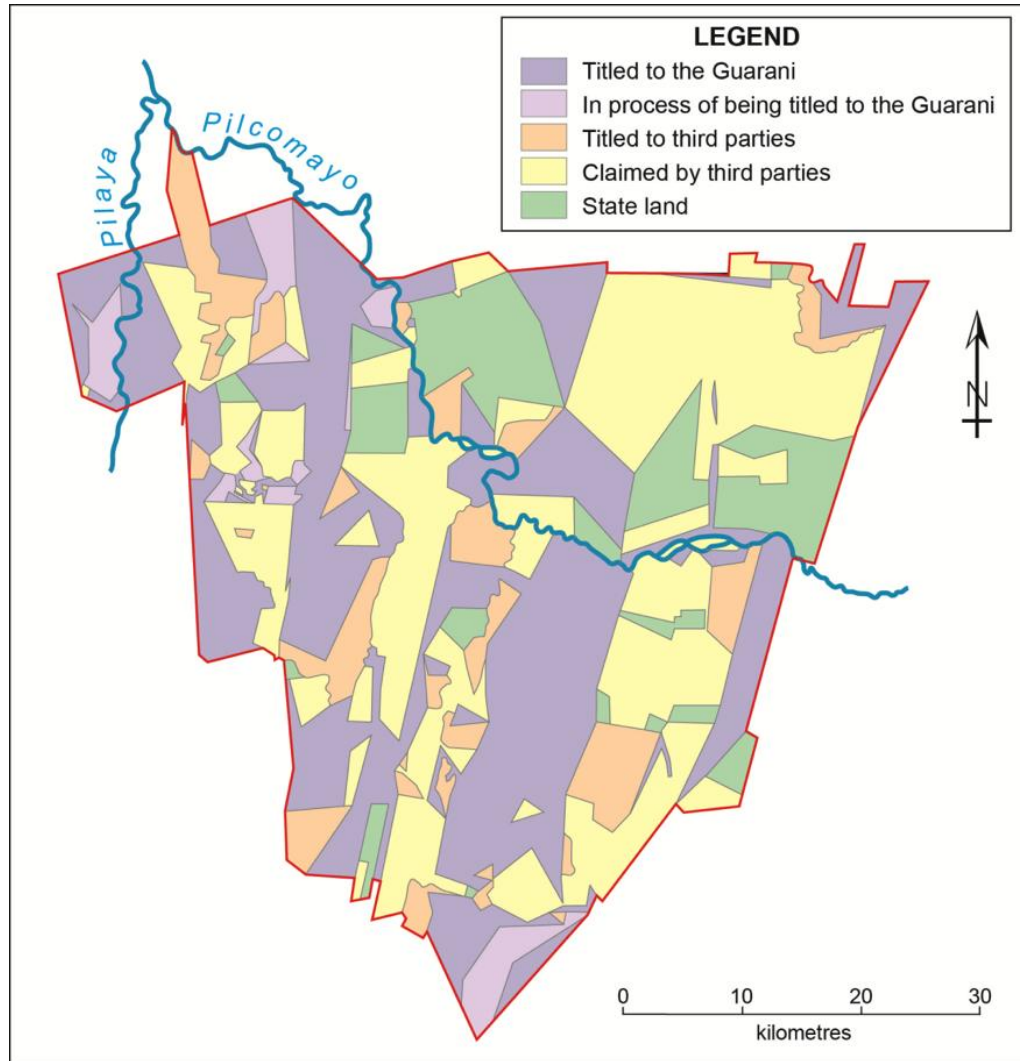 LEGEND
Titled to the Guarani
In process of being titled to the Guarani
Titled to third parties
Claimed by third parties
State land
Pilcomayo
Pilaya
N
0 10 20 30
kilometres